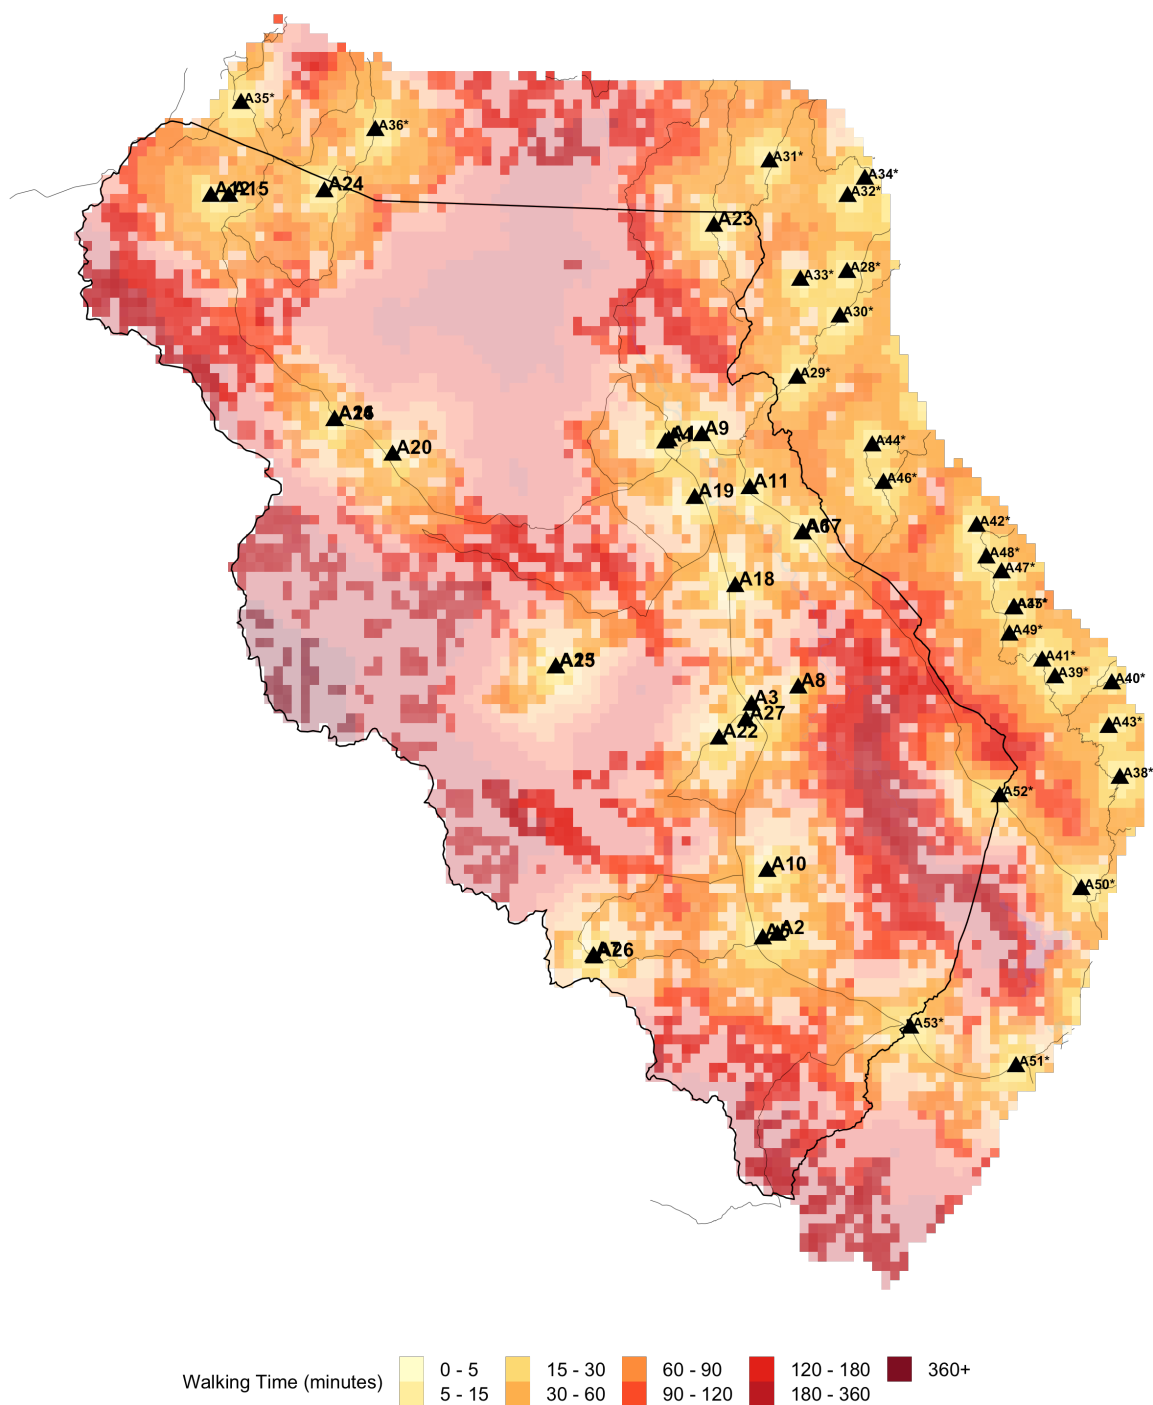 A35*
A36*
A31*
A34*
A32*
A24
A15
A23
A28*
A33*
A30*
A29*
A9
A20
A44*
A46*
A11
A19
A42*
A48*
A47*
A18
A49*
A41*
A39*
A40*
A8
A3
A27
A22
A43*
A38*
A52*
A10
A50*
A2
A26
A53*
A51*
Walking Time (minutes)
0 - 5 15 - 30 60 - 90 120 - 180 360+
5 - 15 30 - 60 90 - 120 180 - 360